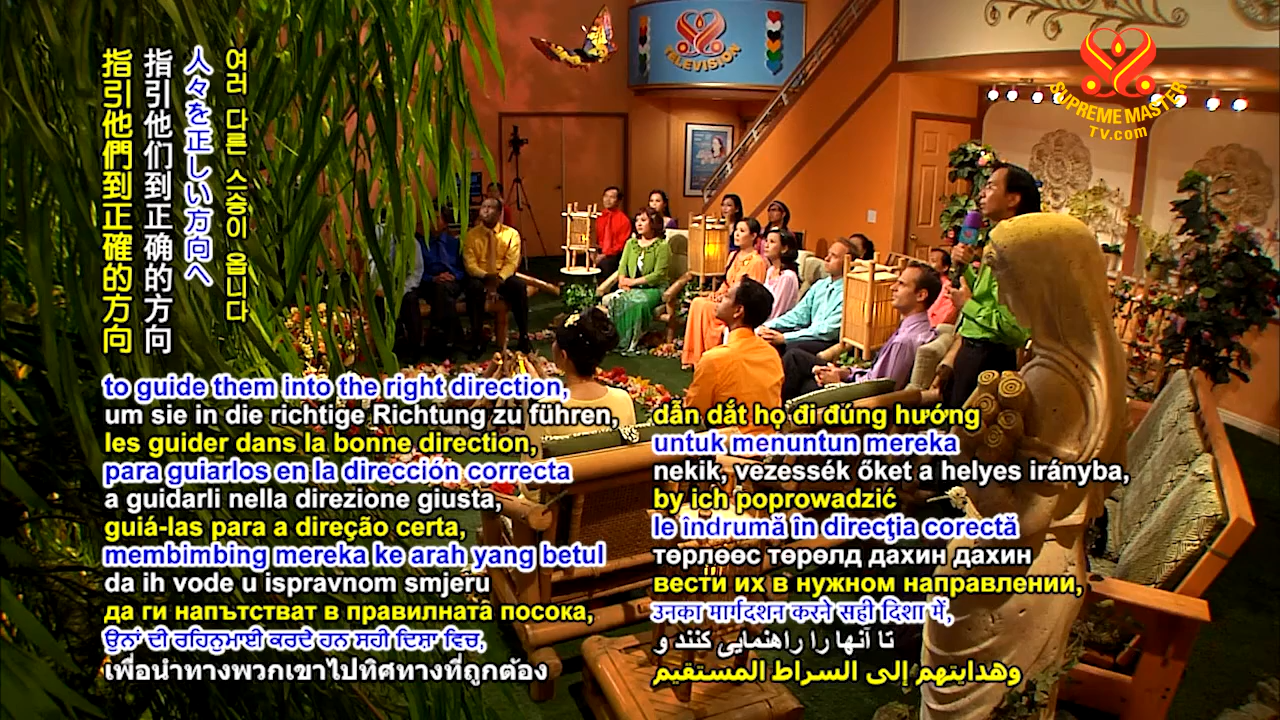 TELEVISION
SUPREME MASTER
TV.com
여러 다른 스승이 옵니다
人々を正しい方向へ
指引他们到正确的方向
指引他們到正確的方向
to guide them into the right direction,
um sie in die richtige Richtung zu führen,
les guider dans la bonne direction,
para guiarlos en la dirección correcta
a guidarli nella direzione giusta,
guiá-las para a direção certa,
membimbing mereka ke arah yang betul
da ih vode u ispravnom smjeru
да ги напътстват в правилната посока,
ਉਨਾਂ ਦੀ ਰਹਿਨੁਮਾਈ ਕਰਦੇ ਹਨ ਸਹੀ ਦਿਸ਼ਾ ਵਿਚ,
เพื่อนำทางพวกเขาไปทิศทางที่ถูกต้อง
dẫn dắt họ đi đúng hướng
untuk menuntun mereka
nekik, vezessék őket a helyes irányba,
by ich poprowadzić
le îndrumă în direcţia corectă
төрлөөс төрөлд дахин дахин
вести их в нужном направлении,
उनका मार्गदशन करने सही दिशा में,
تا آنها را راهنمایی کنند و
وهدايتهم إلى السراط المستقيم